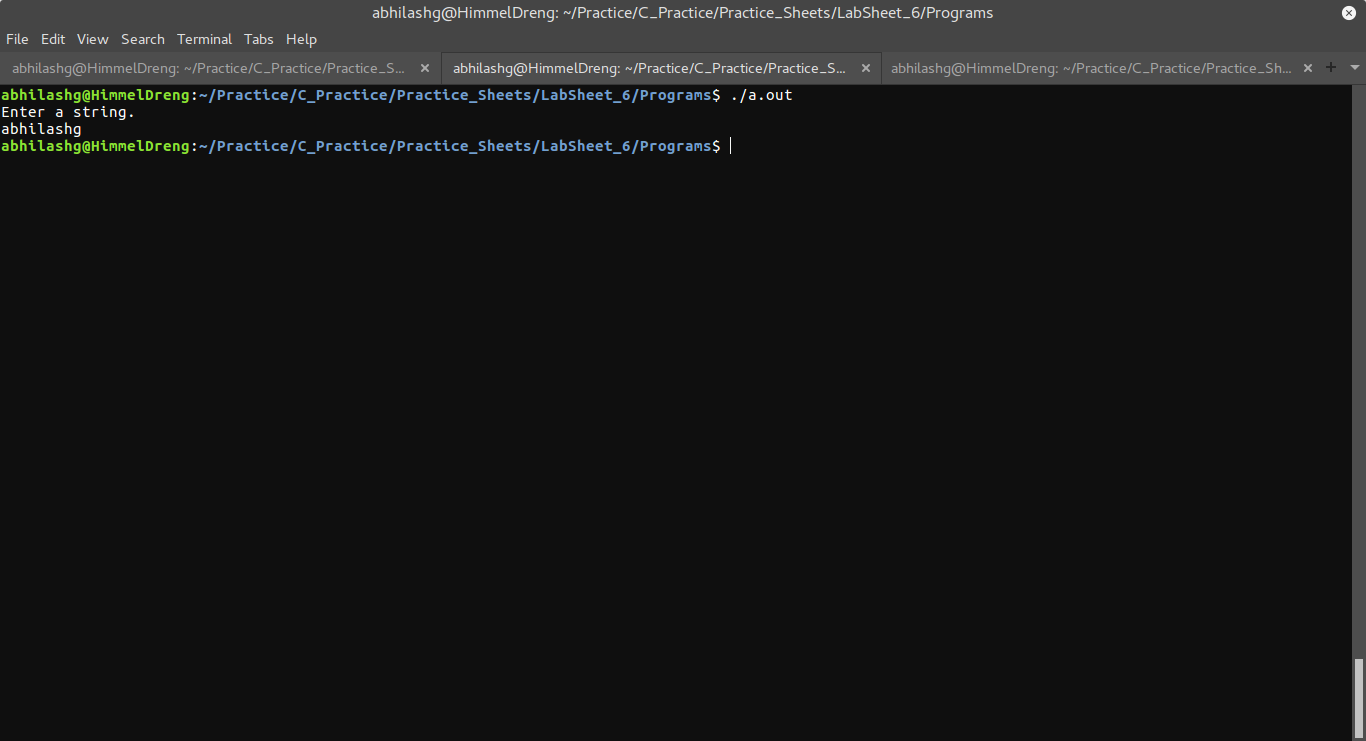 abhilashg@HimmelDreng: ~/Practice/C_Practice/Practice_Sheets/LabSheet_6/Programs
File Edit View Search Terminal Tabs Help
abhilashg@HimmelDreng: ~/Practice/C_Practice/Practice_S... abhilashg@HimmelDreng: ~/Practice/C_Practice/Practice_S... abhilashg@HimmelDreng: ~/Practice/C_Practice/Practice_Sh...
abhilashg@HimmelDreng:~/Practice/C_Practice/Practice_Sheets/LabSheet_6/Programs$ ./a.out
Enter a string.
abhilashg
abhilashg@HimmelDreng:~/Practice/C_Practice/Practice_Sheets/LabSheet_6/Programs$